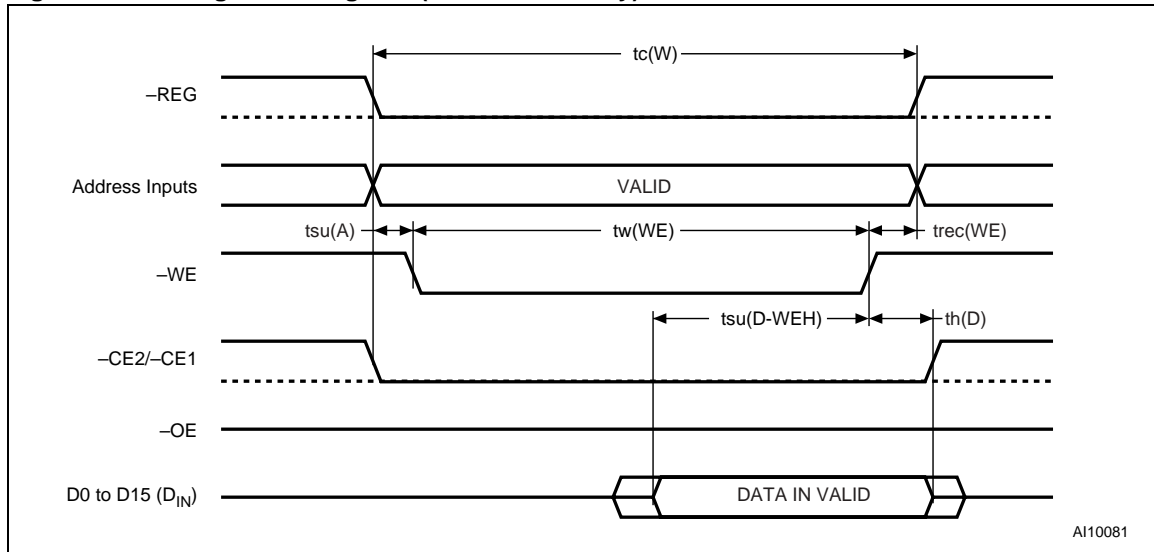 tc(W)
–REG
Address Inputs
VALID
tsu(A)
tw(WE)
trec(WE)
–WE
tsu(D-WEH)
th(D)
–CE2/–CE1
–OE
D0 to D15 (DIN)
DATA IN VALID
AI10081